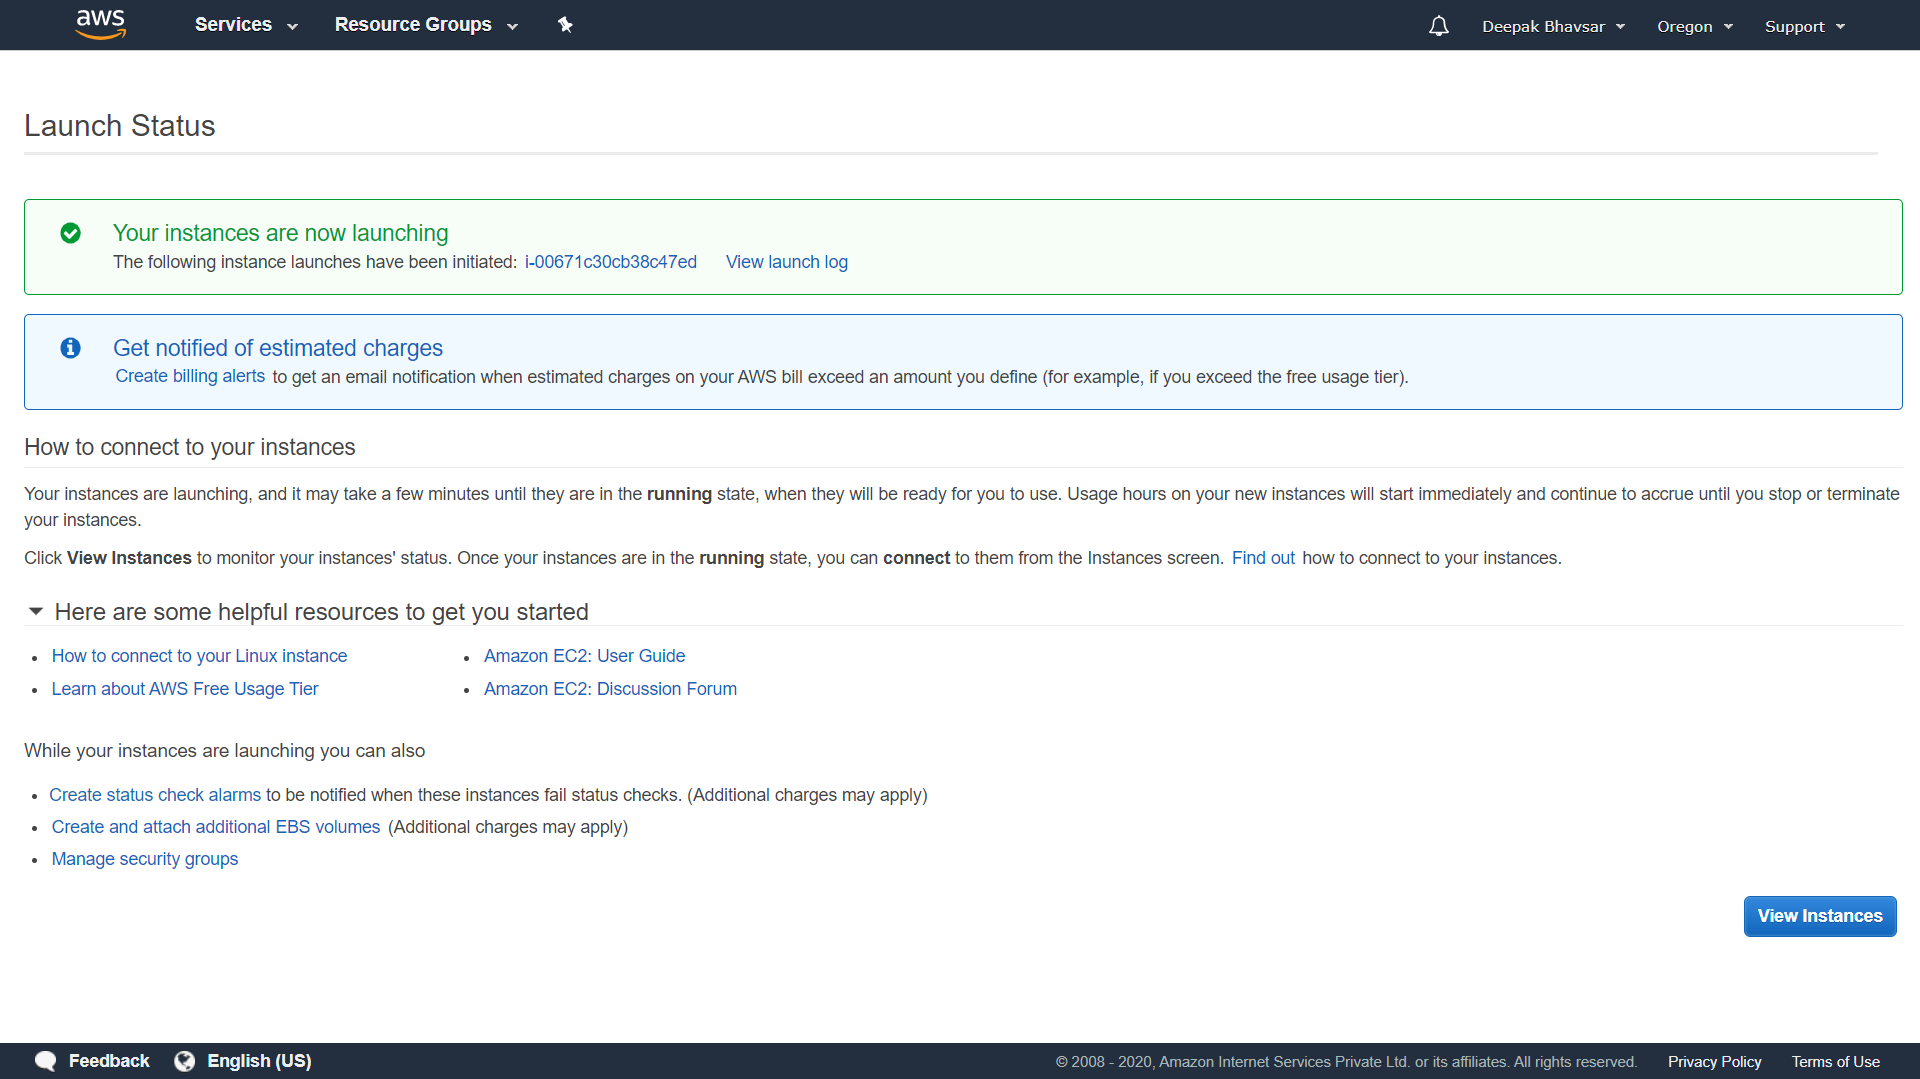 aws Services Resource Groups Deepak Bhavsar Oregon Support
Launch Status
Your instances are now launching
The following instance launches have been initiated: i-00671c30cb38c47ed View launch log
Get notified of estimated charges
Create billing alerts to get an email notification when estimated charges on your AWS bill exceed an amount you define (for example, if you exceed the free usage tier).
How to connect to your instances
Your instances are launching, and it may take a few minutes until they are in the running state, when they will be ready for you to use. Usage hours on your new instances will start immediately and continue to accrue until you stop or terminate
your instances.
Click View Instances to monitor your instances' status. Once your instances are in the running state, you can connect to them from the Instances screen. Find out how to connect to your instances.
Here are some helpful resources to get you started
• How to connect to your Linux instance • Amazon EC2: User Guide
• Learn about AWS Free Usage Tier • Amazon EC2: Discussion Forum
While your instances are launching you can also
• Create status check alarms to be notified when these instances fail status checks. (Additional charges may apply)
• Create and attach additional EBS volumes (Additional charges may apply)
• Manage security groups
View Instances
Feedback English (US) © 2008 - 2020, Amazon Internet Services Private Ltd. or its affiliates. All rights reserved. Privacy Policy Terms of Use